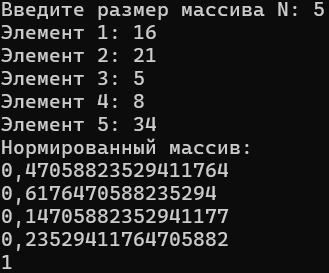 Введите размер массива N: 5
Элемент 1: 16
Элемент 2: 21
Элемент 3: 5
Элемент 4: 8
Элемент 5: 34
Нормированный массив:
0,47058823529411764
0,6176470588235294
0,14705882352941177
0,23529411764705882
1